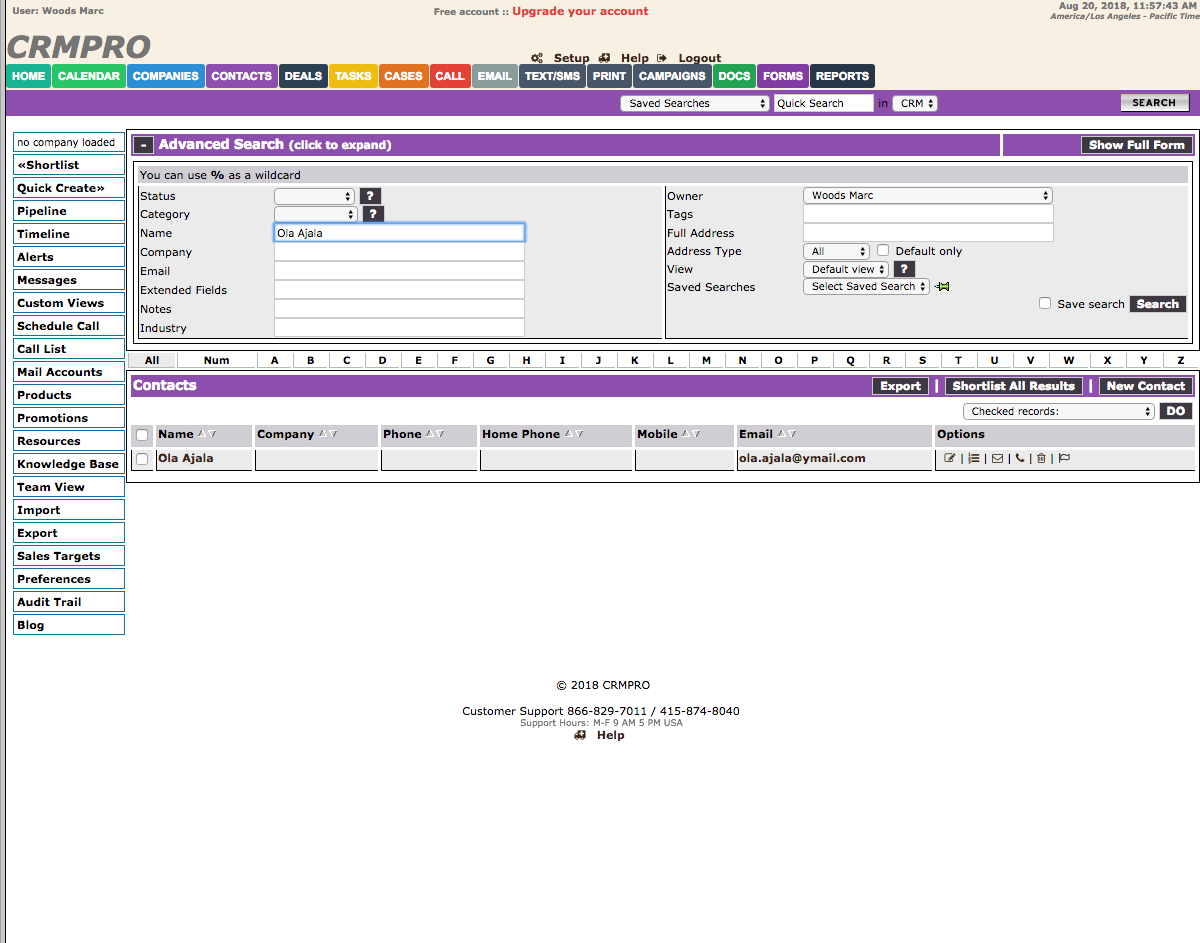 User: Woods Marc
Free account :: Upgrade your account
Aug 20, 2018, 11:57:43 AM
America/Los Angeles - Pacific Time
CRMPRO
Setup Help Logout
HOME CALENDAR COMPANIES CONTACTS DEALS TASKS CASES CALL EMAIL TEXT/SMS PRINT CAMPAIGNS DOCS FORMS REPORTS
Saved Searches Quick Search in CRM SEARCH
no company loaded
«Shortlist
Quick Create»
Pipeline
Timeline
Alerts
Messages
Custom Views
Schedule Call
Call List
Mail Accounts
Products
Promotions
Resources
Knowledge Base
Team View
Import
Export
Sales Targets
Preferences
Audit Trail
Blog
- Advanced Search (click to expand) Show Full Form
You can use % as a wildcard
Status ?
Category ?
Name Ola Ajala
Company
Email
Extended Fields
Notes
Industry
Owner Woods Marc
Tags
Full Address
Address Type All Default only
View Default view ?
Saved Searches Select Saved Search
Save search Search
All Num A B C D E F G H I J K L M N O P Q R S T U V W X Y Z
Contacts Export | Shortlist All Results | New Contact
Checked records: DO
Name Company Phone Home Phone Mobile Email Options
Ola Ajala ola.ajala@ymail.com | | | | |
© 2018 CRMPRO
Customer Support 866-829-7011 / 415-874-8040
Support Hours: M-F 9 AM 5 PM USA
Help